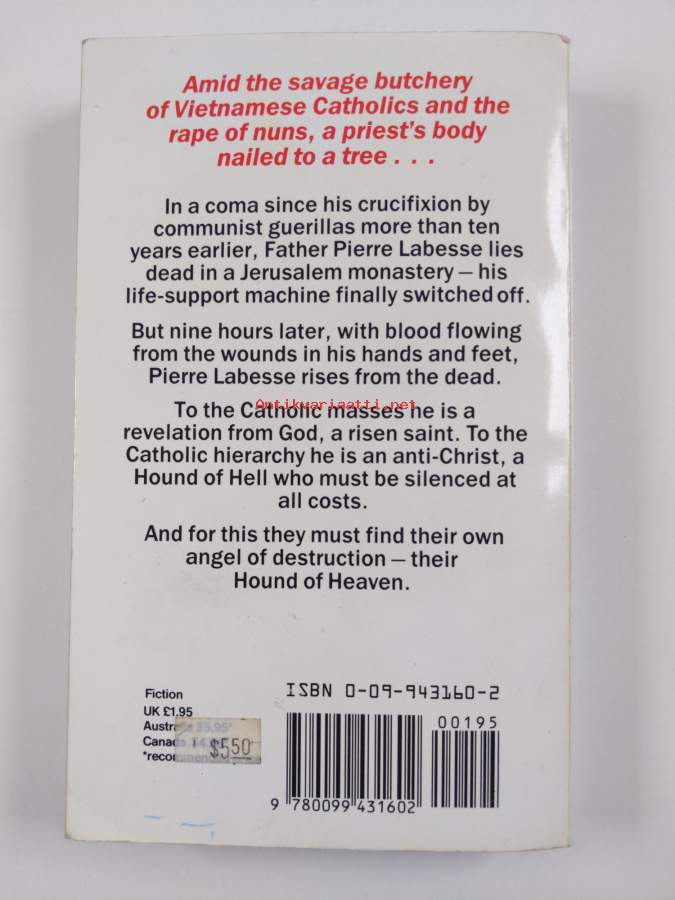 Amid the savage butchery
of Vietnamese Catholics and the
rape of nuns, a priest's body
nailed to a tree . . .
In a coma since his crucifixion by
communist guerillas more than ten
years earlier, Father Pierre Labesse lies
dead in a Jerusalem monastery – his
life-support machine finally switched off.
But nine hours later, with blood flowing
from the wounds in his hands and feet,
Pierre Labesse rises from the dead.
Antikvariaatti.net
To the Catholic masses he is a
revelation from God, a risen saint. To the
Catholic hierarchy he is an anti-Christ, a
Hound of Hell who must be silenced at
all costs.
And for this they must find their own
angel of destruction – their
Hound of Heaven.
Fiction
UK £1.95
$5.95*
$5.50
ISBN 0-09-943160-2
00195
9 780099 431602